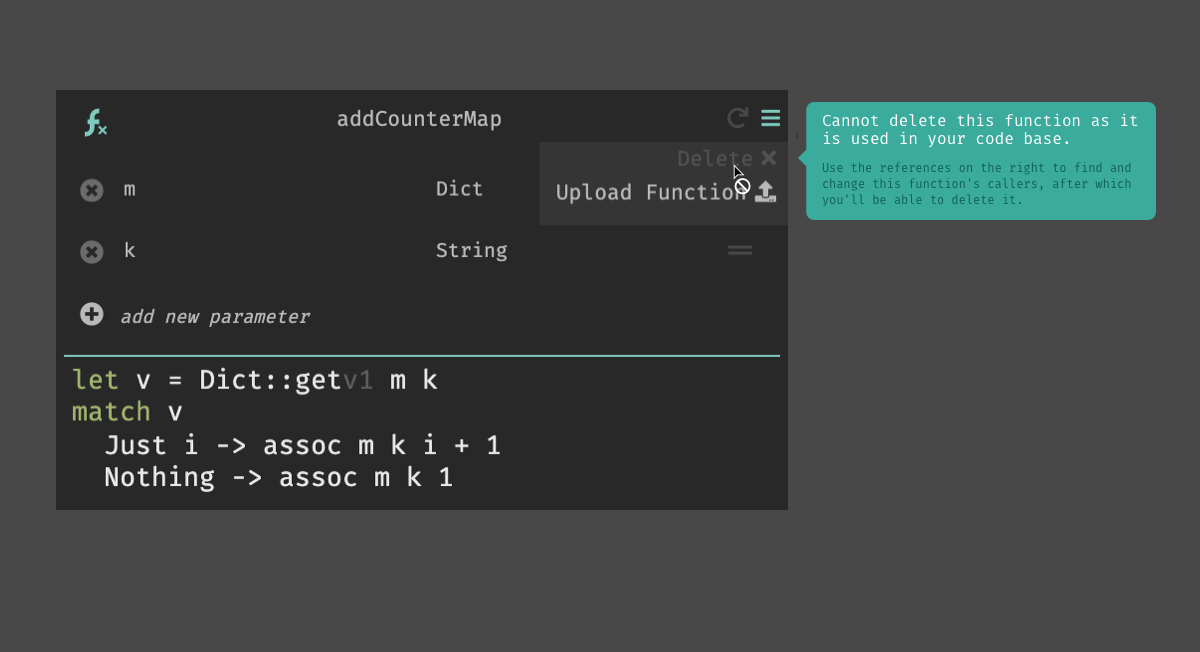 addCounterMap
Delete
m Dict Upload Function
k String
add new parameter
let v = Dict::getv1 m k
match v
Just i -> assoc m k i + 1
Nothing -> assoc m k 1
Cannot delete this function as it
is used in your code base.
Use the references on the right to find and
change this function's callers, after which
you'll be able to delete it.